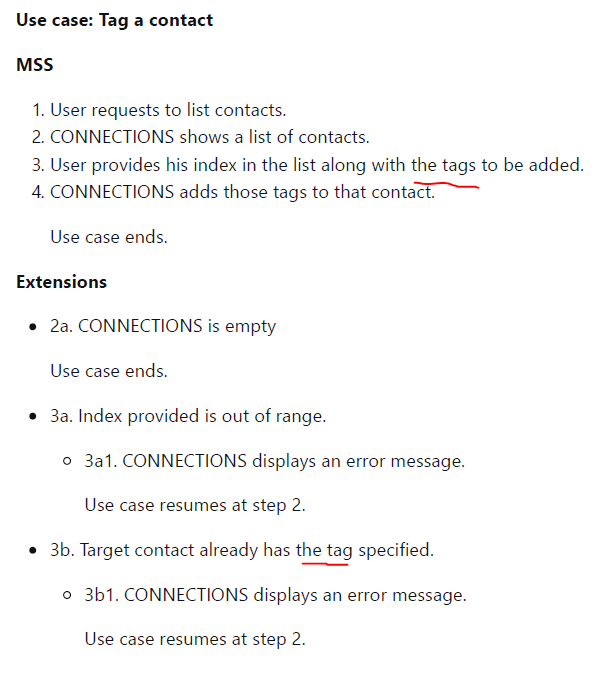 Use case: Tag a contact
MSS
1. User requests to list contacts.
2. CONNECTIONS shows a list of contacts.
3. User provides his index in the list along with the tags to be added.
4. CONNECTIONS adds those tags to that contact.
Use case ends.
Extensions
• 2a. CONNECTIONS is empty
Use case ends.
• 3a. Index provided is out of range.
○ 3a1. CONNECTIONS displays an error message.
Use case resumes at step 2.
• 3b. Target contact already has the tag specified.
○ 3b1. CONNECTIONS displays an error message.
Use case resumes at step 2.